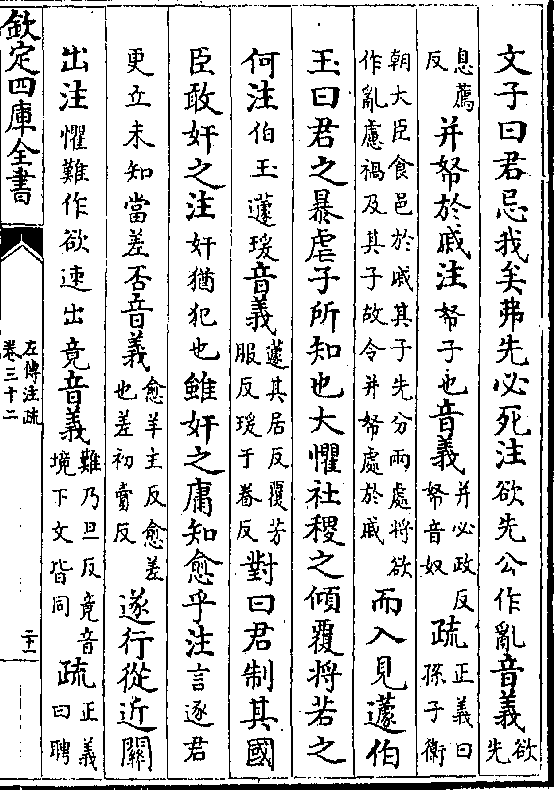 文子曰君忌我矣弗先必死注欲先公作亂音義欲先
息薦反并帑於戚注帑子也音義并必政反帑音奴疏正義曰孫子衛
朝大臣食邑於戚其子先分兩處將欲作亂慮禍及其子故令并帑處於戚而入見蘧伯
玉曰君之暴虐子所知也大懼社稷之傾覆將若之
何注伯玉蘧瑗音義蘧其居反覆芳服反瑗于眷反對曰君制其國
臣敢奸之注奸猶犯也雖奸之庸知愈乎注言逐君
更立未知當差否音義愈羊主反愈差也差初賣反遂行從近關
出注懼難作欲速出竟音義難乃旦反竟音境下文皆同疏正義曰聘
欽定四庫全書
左傳注疏
卷三十二